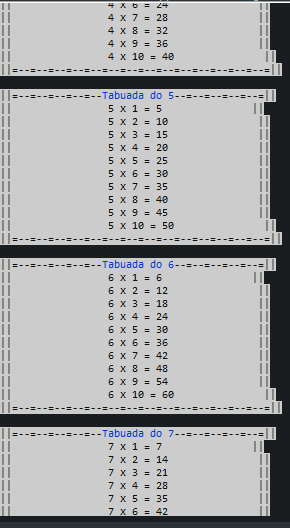 || 4 X 6 = 24 ||
|| 4 X 7 = 28 ||
|| 4 X 8 = 32 ||
|| 4 X 9 = 36 ||
|| 4 X 10 = 40 ||
||=--=--=--=--=--=--=--=--=--=--=--=--=--=||
||=--=--=--=--=--Tabuada do 5--=--=--=--=--=||
|| 5 X 1 = 5 ||
|| 5 X 2 = 10 ||
|| 5 X 3 = 15 ||
|| 5 X 4 = 20 ||
|| 5 X 5 = 25 ||
|| 5 X 6 = 30 ||
|| 5 X 7 = 35 ||
|| 5 X 8 = 40 ||
|| 5 X 9 = 45 ||
|| 5 X 10 = 50 ||
||=--=--=--=--=--=--=--=--=--=--=--=--=--=||
||=--=--=--=--=--Tabuada do 6--=--=--=--=--=||
|| 6 X 1 = 6 ||
|| 6 X 2 = 12 ||
|| 6 X 3 = 18 ||
|| 6 X 4 = 24 ||
|| 6 X 5 = 30 ||
|| 6 X 6 = 36 ||
|| 6 X 7 = 42 ||
|| 6 X 8 = 48 ||
|| 6 X 9 = 54 ||
|| 6 X 10 = 60 ||
||=--=--=--=--=--=--=--=--=--=--=--=--=--=||
||=--=--=--=--=--Tabuada do 7--=--=--=--=--=||
|| 7 X 1 = 7 ||
|| 7 X 2 = 14 ||
|| 7 X 3 = 21 ||
|| 7 X 4 = 28 ||
|| 7 X 5 = 35 ||
|| 7 X 6 = 42 ||